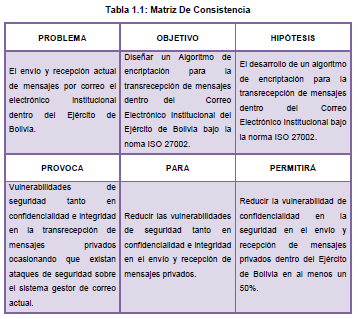 Tabla 1.1: Matriz De Consistencia
PROBLEMA
OBJETIVO
HIPÓTESIS
El envío y recepción actual
de mensajes por correo el
electrónico Institucional
dentro del Ejército de
Bolivia.
Diseñar un Algoritmo de
encriptación para la
transrecepción de mensajes
dentro del Correo
Electrónico Institucional del
Ejército de Bolivia bajo la
noma ISO 27002.
El desarrollo de un algoritmo
de encriptación para la
transrecepción de mensajes
dentro del Correo
Electrónico Institucional bajo
la norma ISO 27002.
PROVOCA
PARA
PERMITIRÁ
Vulnerabilidades de
seguridad tanto en
confidencialidad e integridad
en la transrecepción de
mensajes privados
ocasionando que existan
ataques de seguridad sobre
el sistema gestor de correo
actual.
Reducir las vulnerabilidades
de seguridad tanto en
confidencialidad e integridad
en el envío y recepción de
mensajes privados.
Reducir la vulnerabilidad de
confidencialidad en la
seguridad en el envío y
recepción de mensajes
privados dentro del Ejército
de Bolivia en al menos un
50%.